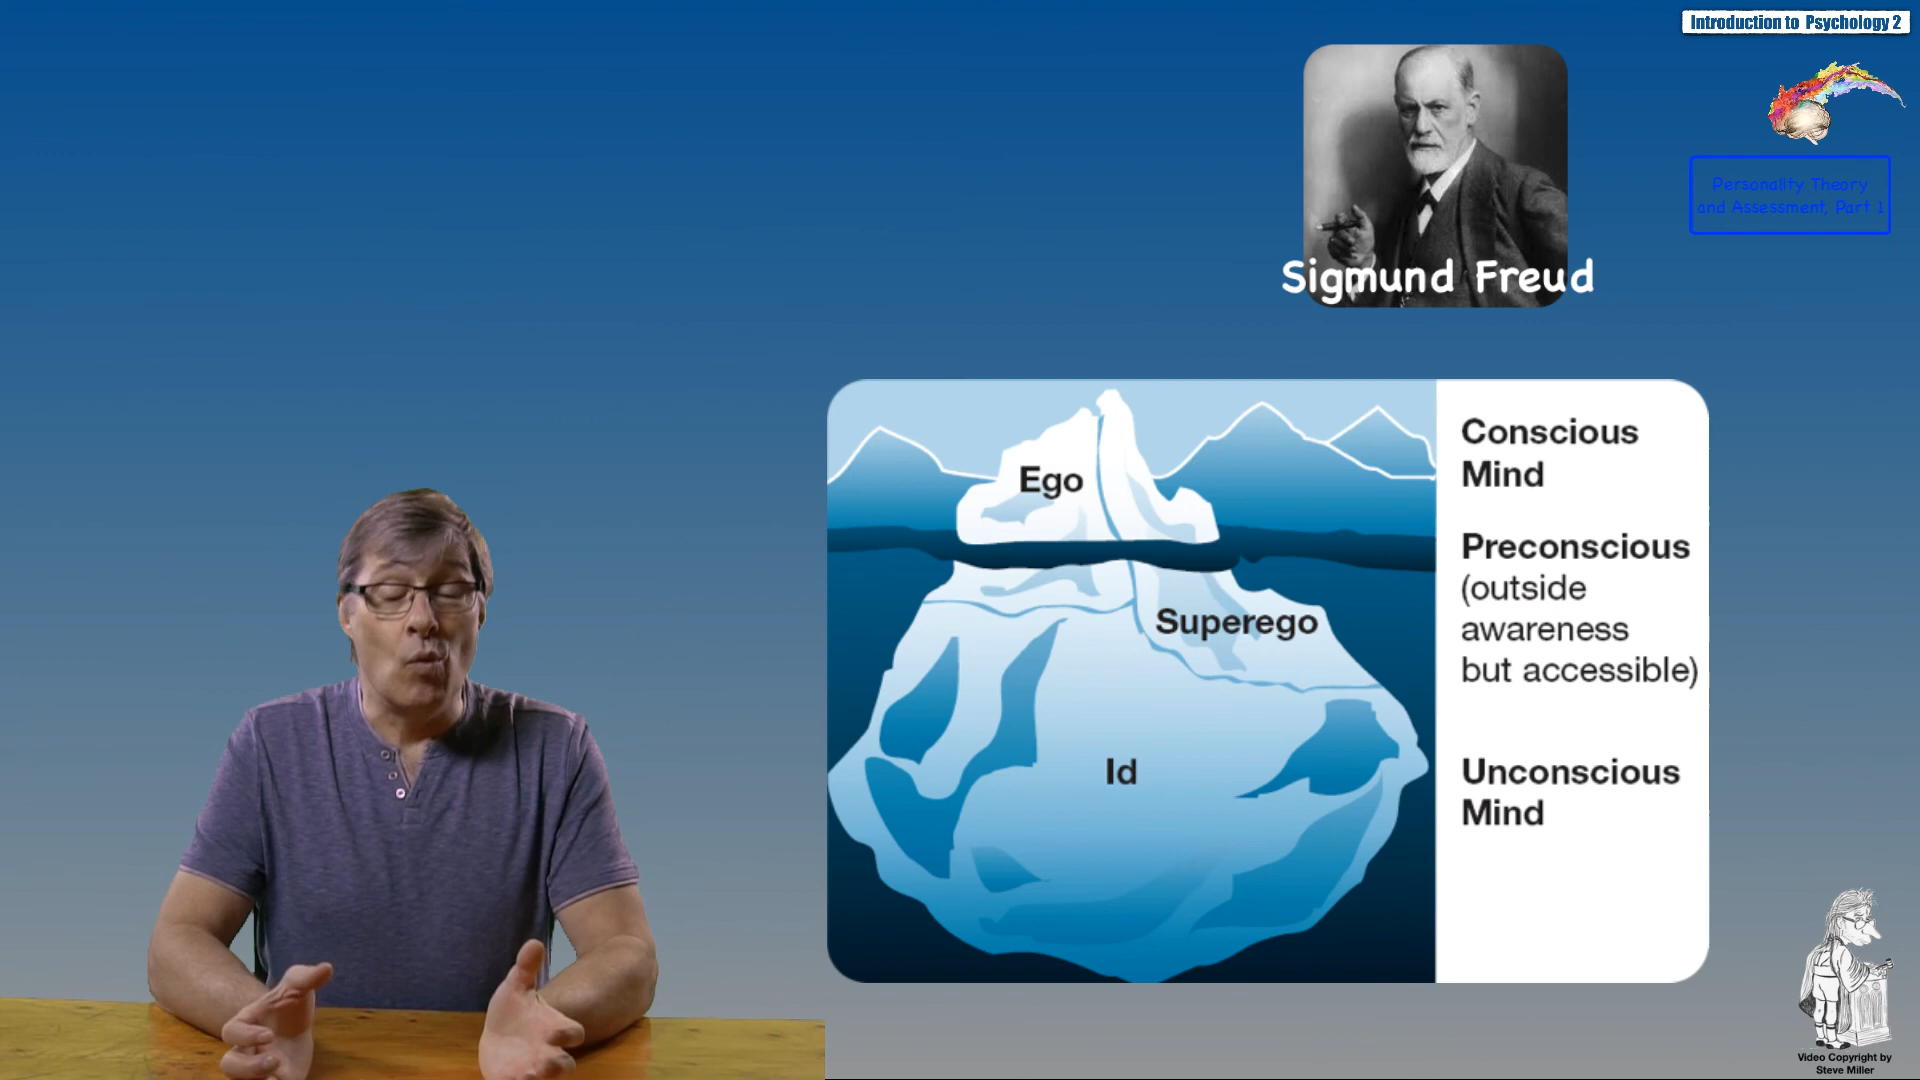 Introduction to Psychology 2
Personality Theory
and Assessment, Part 1
Sigmund Freud
Ego
Superego
Id
Conscious
Mind
Preconscious
(outside
awareness
but accessible)
Unconscious
Mind
Video Copyright by
Steve Miller